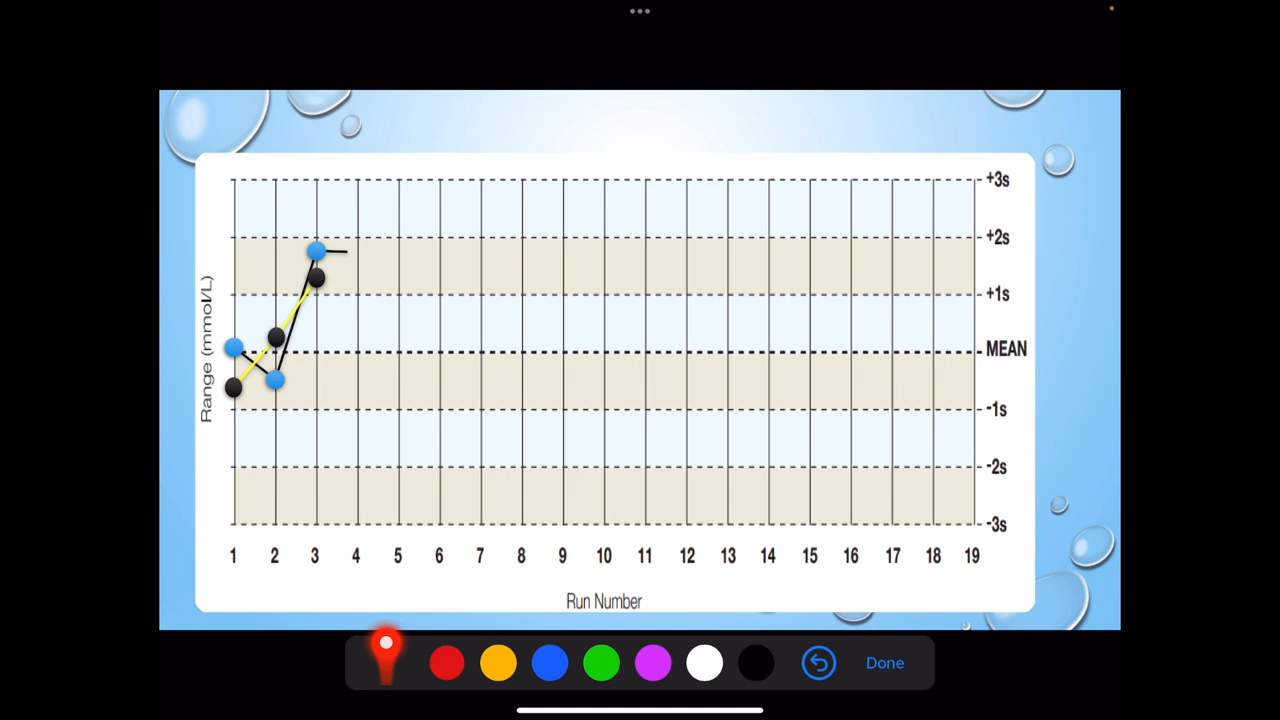 +3s
+2s
+1s
MEAN
-1s
-2s
-3s
Range (mmol/L)
1 2 3 4 5 6 7 8 9 10 11 12 13 14 15 16 17 18 19
Run Number
Done